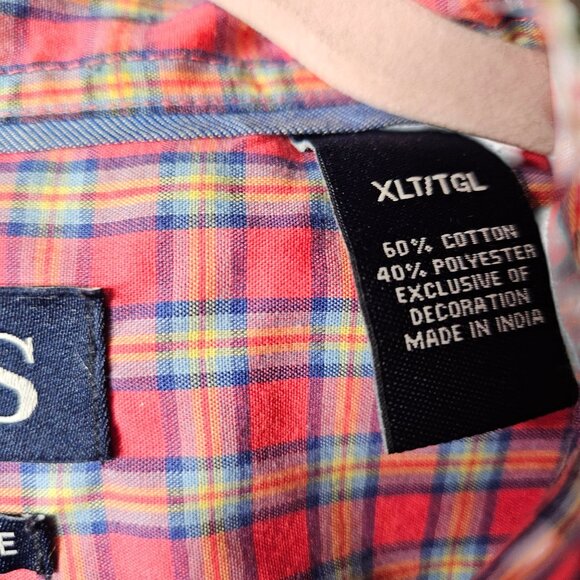 XLT/TGL
60% COTTON
40% POLYESTER
EXCLUSIVE OF
DECORATION
MADE IN INDIA
S
E